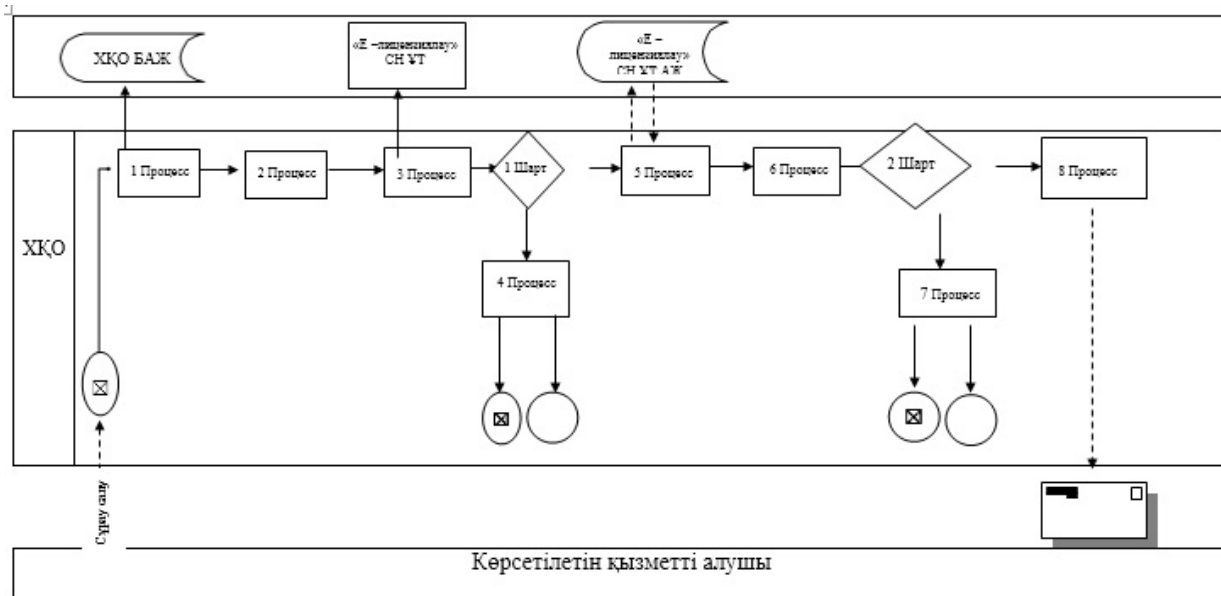 ХҚО БАЖ
«Е –лицензиялау»
СН ҰТ
«Е –
лицензиялау»
СН ҰТ АЖ
1 Процесс
2 Процесс
3 Процесс
1 Шарт
5 Процесс
6 Процесс
2 Шарт
8 Процесс
ХҚО
4 Процесс
7 Процесс
Сұрау салу
Көрсетілетін қызметті алушы